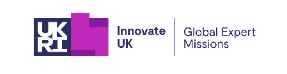 UK
RI
Innovate
UK
Global Expert
Missions